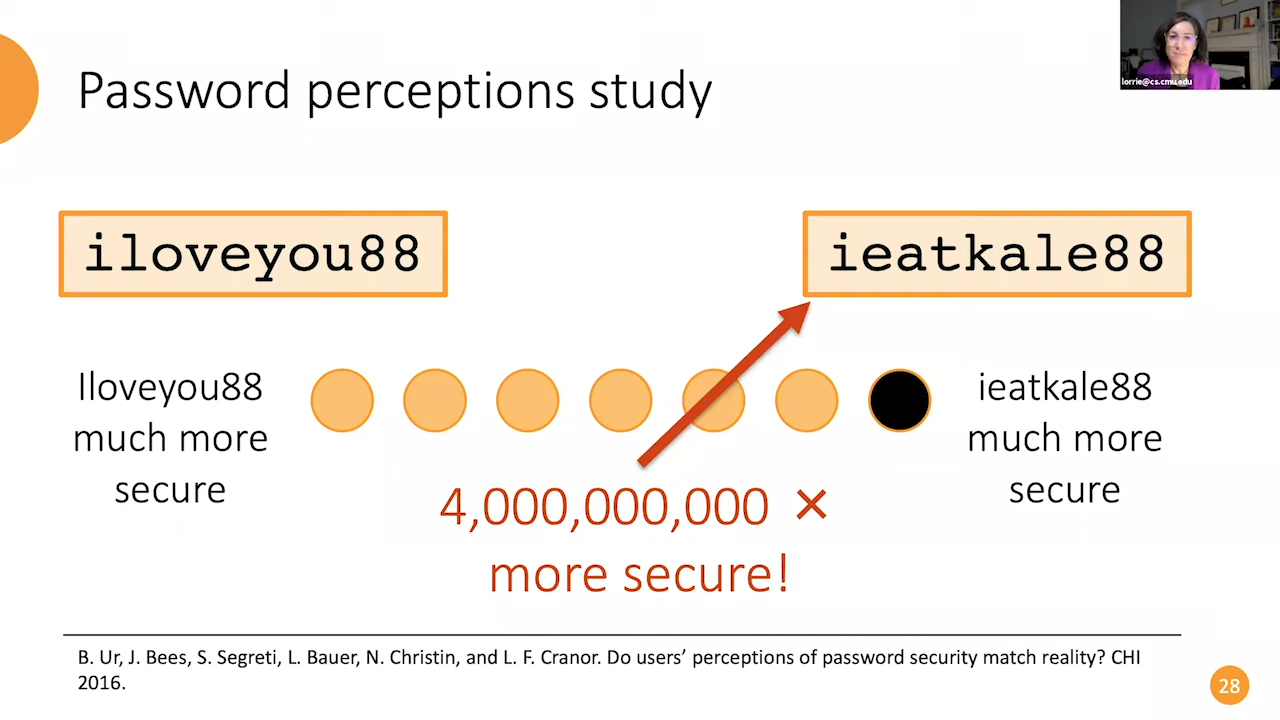 Password perceptions study
lorrie@cs.cmu.edu
iloveyou88
ieatkale88
Iloveyou88
much more
secure
ieatkale88
much more
secure
4,000,000,000 ×
more secure!
B. Ur, J. Bees, S. Segreti, L. Bauer, N. Christin, and L. F. Cranor. Do users’ perceptions of password security match reality? CHI
2016.
28